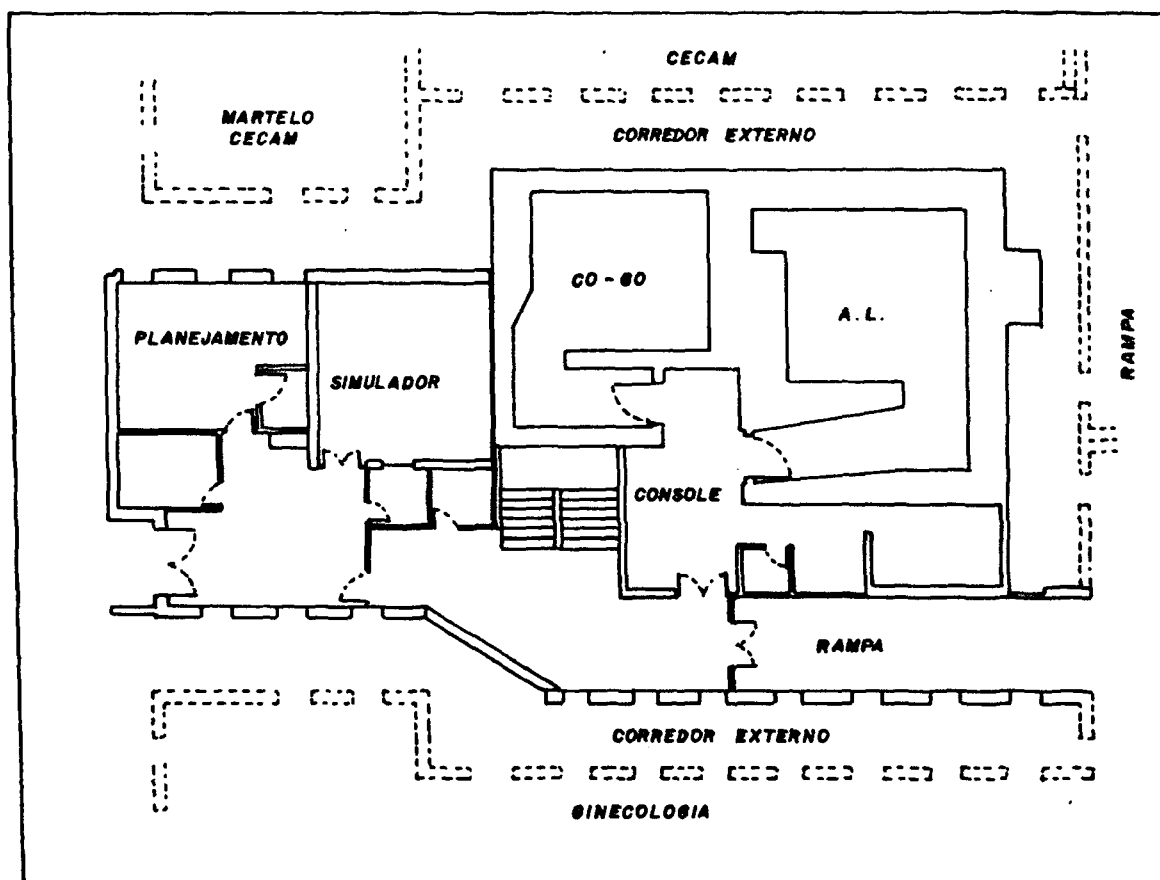 CECAM
MARTELO
CECAM
CORREDOR EXTERNO
CO-60
A.L.
PLANEJAMENTO
SIMULADOR
RAMPA
CONSOLE
RAMPA
CORREDOR EXTERNO
GINECOLOGIA